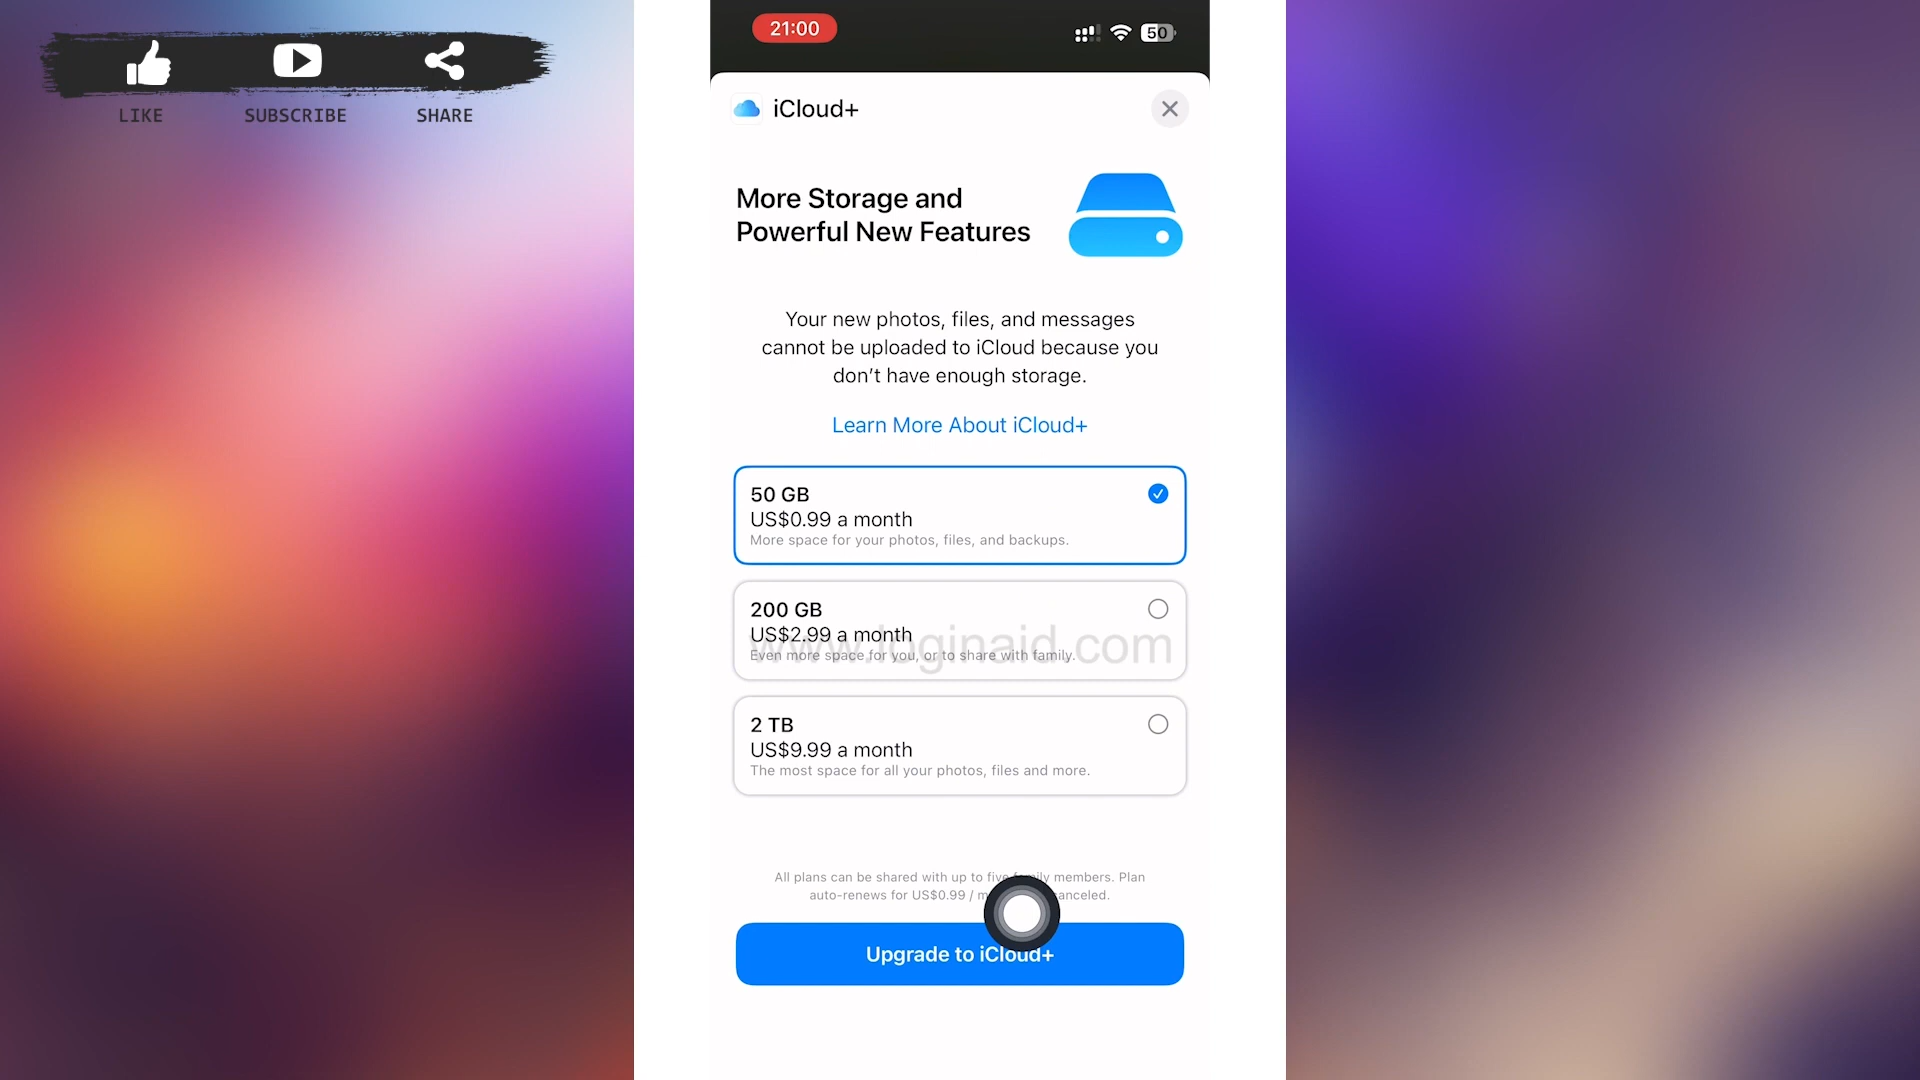 LIKE
SUBSCRIBE
SHARE
21:00
50
iCloud+
More Storage and
Powerful New Features
Your new photos, files, and messages
cannot be uploaded to iCloud because you
don't have enough storage.
Learn More About iCloud+
50 GB
US$0.99 a month
More space for your photos, files, and backups.
200 GB
US$2.99 a month
Even more space for you, or to share with family.
www.loginaid.com
2 TB
US$9.99 a month
The most space for all your photos, files and more.
All plans can be shared with up to five family members. Plan
auto-renews for US$0.99 / canceled.
Upgrade to iCloud+